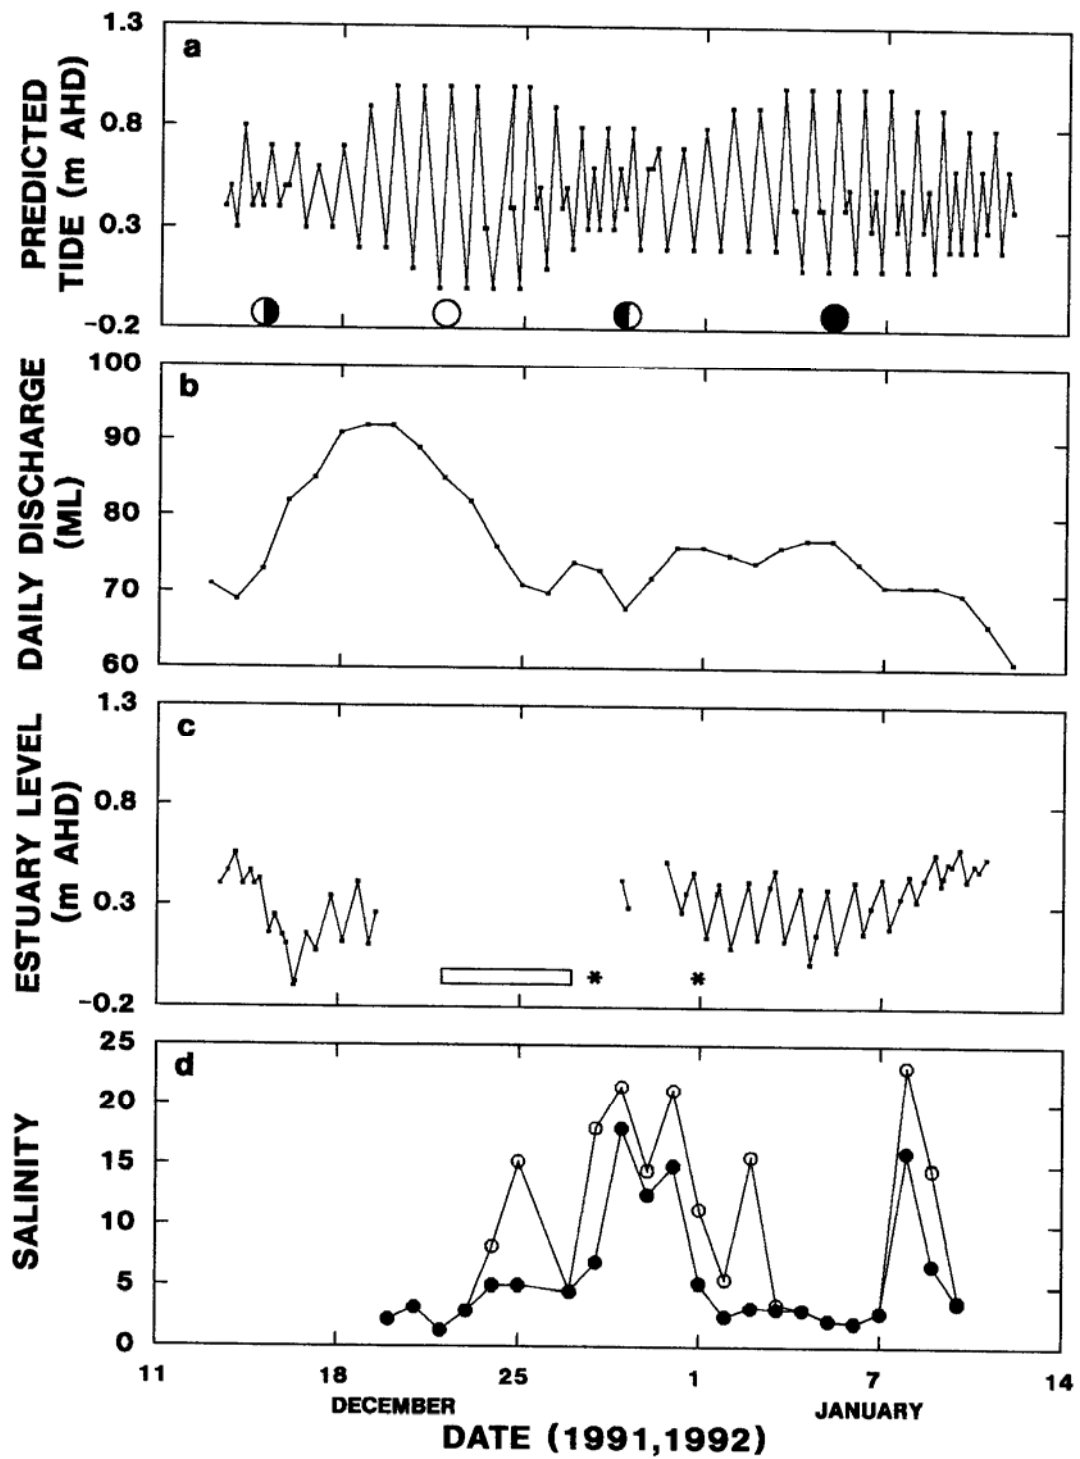 1.3
a
PREDICTED
TIDE (m AHD)
0.8
0.3
-0.2
100
b
DAILY DISCHARGE
(ML)
90
80
70
60
1.3
c
ESTUARY LEVEL
(m AHD)
0.8
0.3
* *
-0.2
25
d
SALINITY
20
15
10
5
0
11 18 25 1 7 14
DECEMBER JANUARY
DATE (1991,1992)